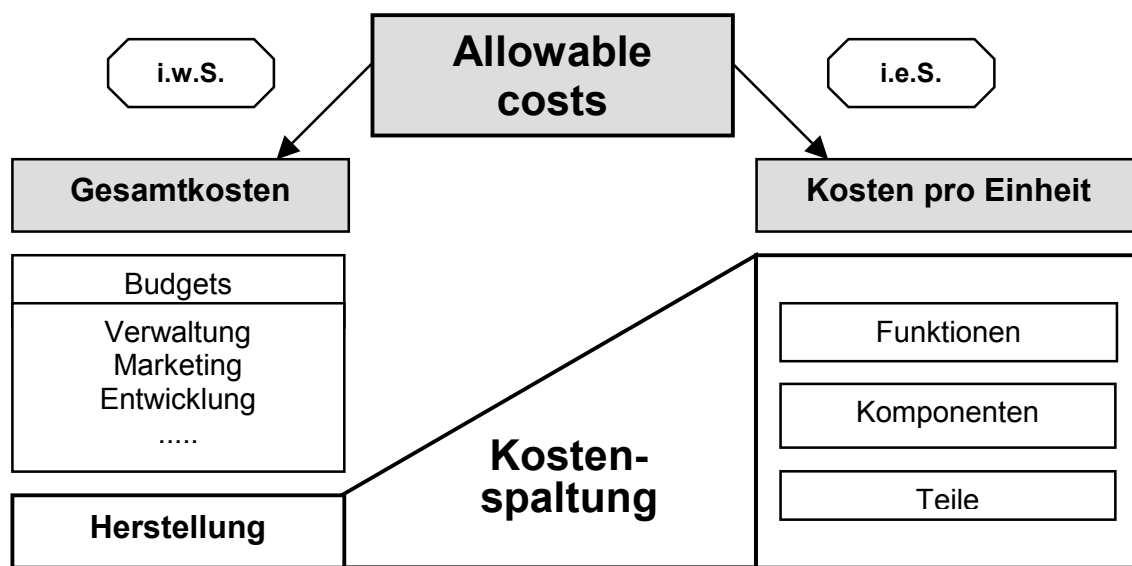 i.w.S.
Allowable
costs
i.e.S.
Gesamtkosten
Kosten pro Einheit
Budgets
Verwaltung
Marketing
Entwicklung
.....
Herstellung
Kosten-
spaltung
Funktionen
Komponenten
Teile